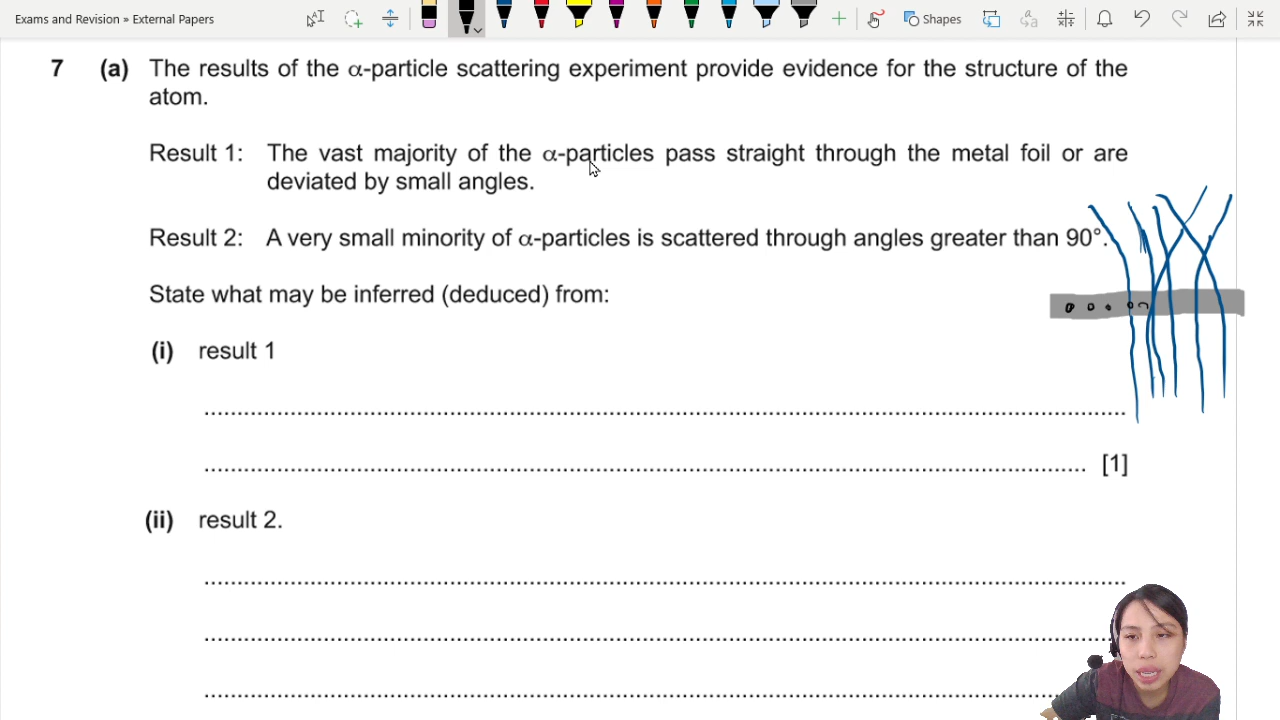 Exams and Revision » External Papers
Shapes
7 (a) The results of the α-particle scattering experiment provide evidence for the structure of the
atom.
Result 1: The vast majority of the α-particles pass straight through the metal foil or are
deviated by small angles.
Result 2: A very small minority of α-particles is scattered through angles greater than 90°.
State what may be inferred (deduced) from:
(i) result 1
........................................................................................................................................
.................................................................................................................................. [1]
(ii) result 2.
........................................................................................................................................
........................................................................................................................................
........................................................................................................................................